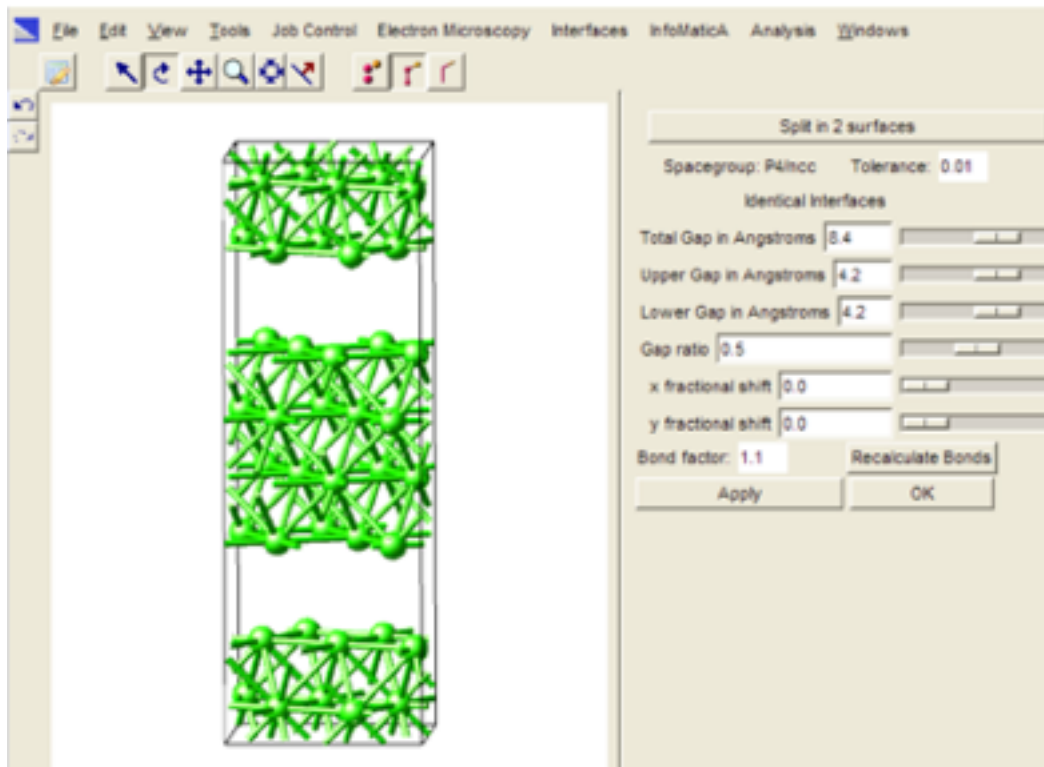 File Edit View Tools Job Control Electron Microscopy Interfaces InfoMaticA Analysis Windows
Split in 2 surfaces
Spacegroup: P4/ncc Tolerance: 0.01
Identical Interfaces
Total Gap in Angstroms 8.4
Upper Gap in Angstroms 4.2
Lower Gap in Angstroms 4.2
Gap ratio 0.5
x fractional shift 0.0
y fractional shift 0.0
Bond factor: 1.1 Recalculate Bonds
Apply OK